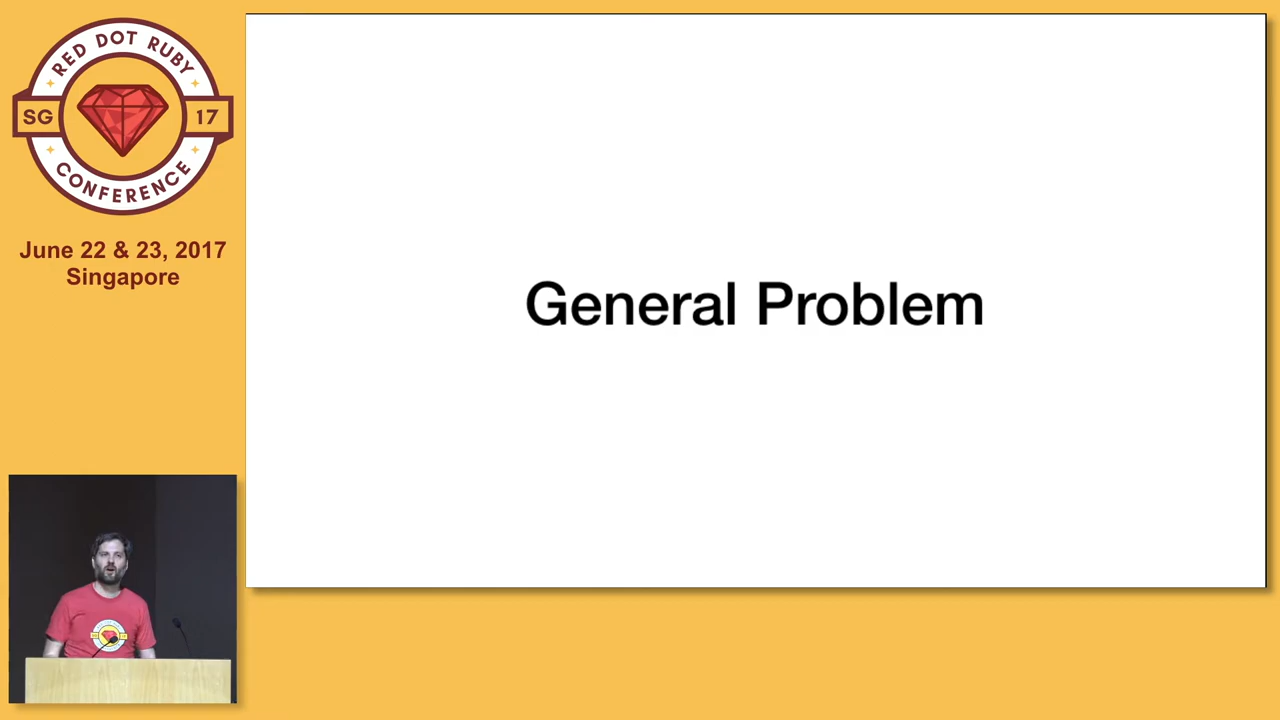 RED DOT RUBY
SG 17
CONFERENCE
June 22 & 23, 2017
Singapore
General Problem